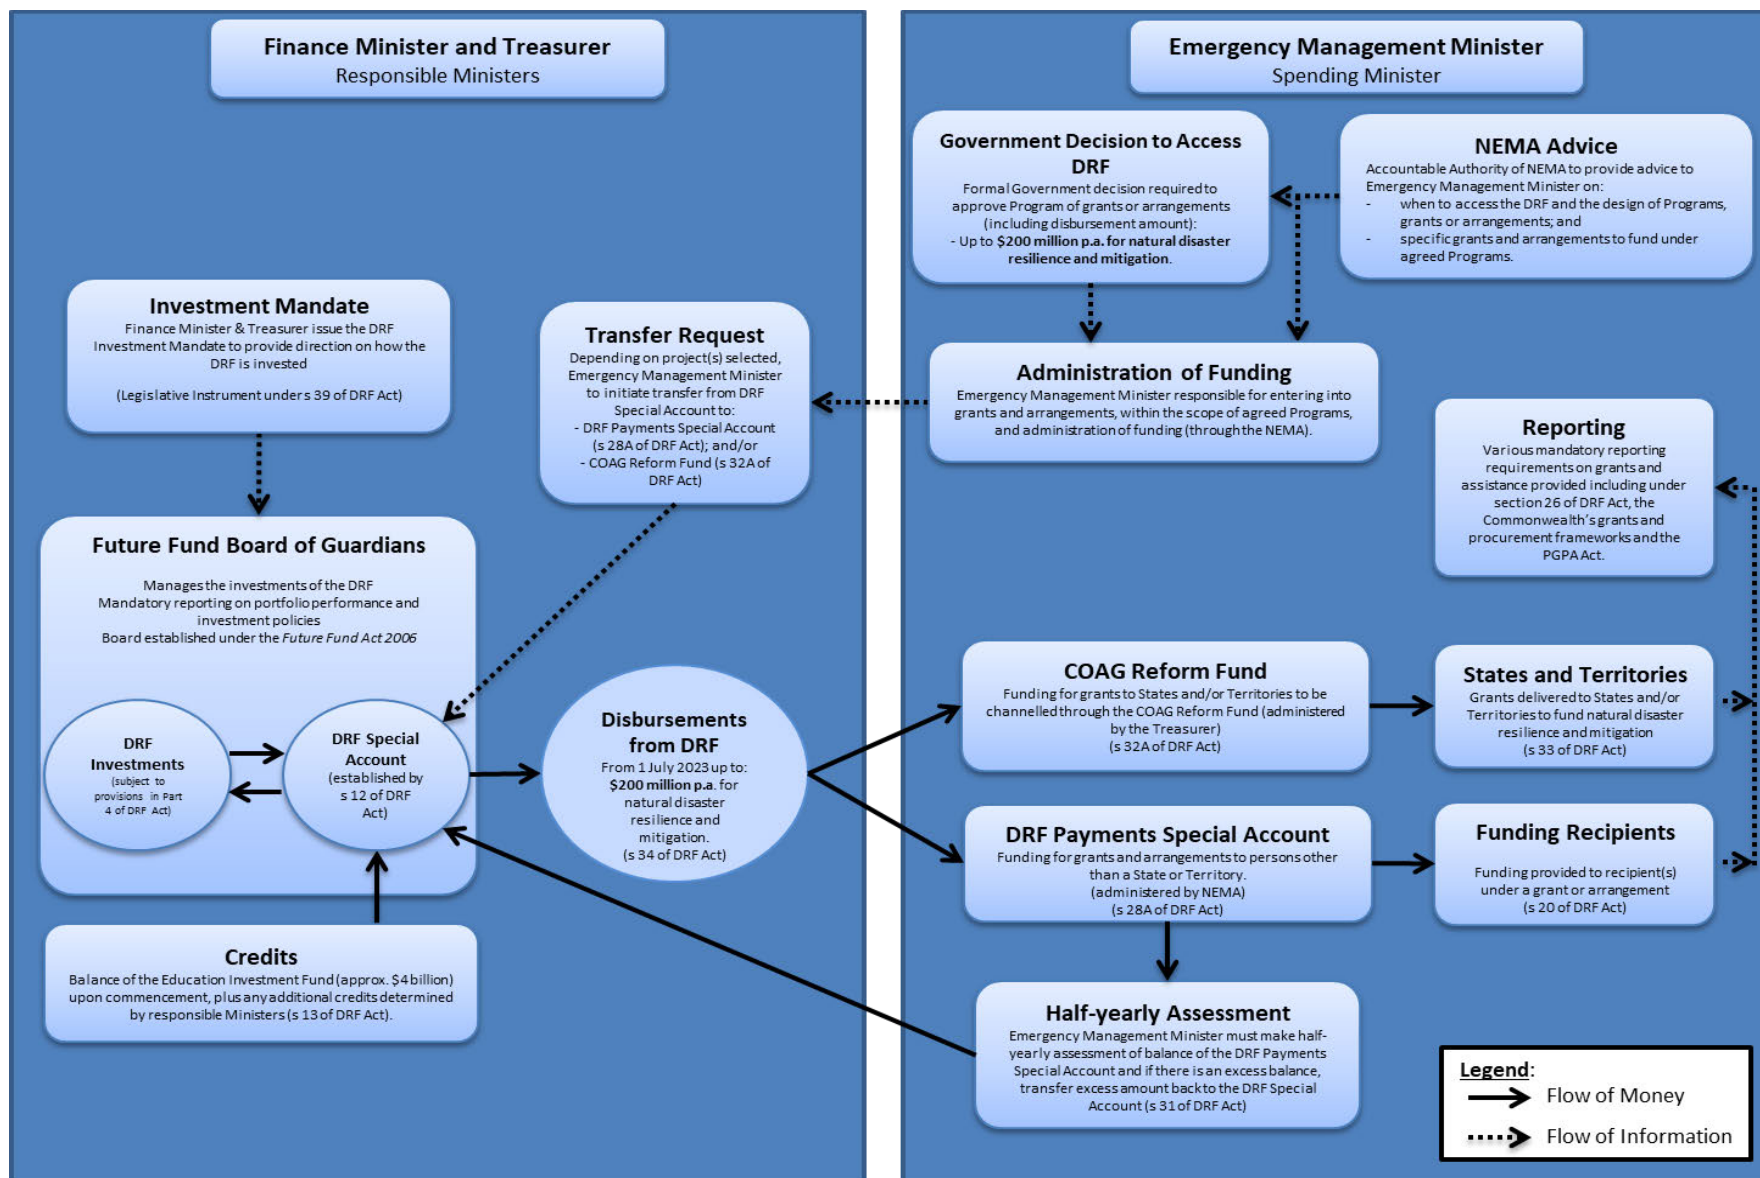 Finance Minister and Treasurer
Responsible Ministers
Investment Mandate
Finance Minister & Treasurer issue the DRF
Investment Mandate to provide direction on how the
DRF is invested
(Legislative Instrument under s 39 of DRF Act)
Transfer Request
Depending on project(s) selected,
Emergency Management Minister
to initiate transfer from DRF
Special Account to:
- DRF Payments Special Account
(s 28A of DRF Act); and/or
- COAG Reform Fund (s 32A of
DRF Act)
Future Fund Board of Guardians
Manages the investments of the DRF
Mandatory reporting on portfolio performance and
investment policies
Board established under the Future Fund Act 2006
DRF
Investments
(subject to
provisions in Part
4 of DRF Act)
DRF Special
Account
(established by
s 12 of DRF
Act)
Disbursements
from DRF
From 1 July 2023 up to:
$200 million p.a. for
natural disaster
resilience and
mitigation.
(s 34 of DRF Act)
Credits
Balance of the Education Investment Fund (approx. $4 billion)
upon commencement, plus any additional credits determined
by responsible Ministers (s 13 of DRF Act).
Emergency Management Minister
Spending Minister
Government Decision to Access
DRF
Formal Government decision required to
approve Program of grants or arrangements
(including disbursement amount):
- Up to $200 million p.a. for natural disaster
resilience and mitigation.
NEMA Advice
Accountable Authority of NEMA to provide advice to
Emergency Management Minister on:
- when to access the DRF and the design of Programs,
grants or arrangements; and
- specific grants and arrangements to fund under
agreed Programs.
Administration of Funding
Emergency Management Minister responsible for entering into
grants and arrangements, within the scope of agreed Programs,
and administration of funding (through the NEMA).
Reporting
Various mandatory reporting
requirements on grants and
assistance provided including under
section 26 of DRF Act, the
Commonwealth's grants and
procurement frameworks and the
PGPA Act.
COAG Reform Fund
Funding for grants to States and/or Territories to be
channelled through the COAG Reform Fund (administered
by the Treasurer)
(s 32A of DRF Act)
States and Territories
Grants delivered to States and/or
Territories to fund natural disaster
resilience and mitigation
(s 33 of DRF Act)
DRF Payments Special Account
Funding for grants and arrangements to persons other
than a State or Territory.
(administered by NEMA)
(s 28A of DRF Act)
Funding Recipients
Funding provided to recipient(s)
under a grant or arrangement
(s 20 of DRF Act)
Half-yearly Assessment
Emergency Management Minister must make half-
yearly assessment of balance of the DRF Payments
Special Account and if there is an excess balance,
transfer excess amount back to the DRF Special
Account (s 31 of DRF Act)
Legend:
Flow of Money
Flow of Information